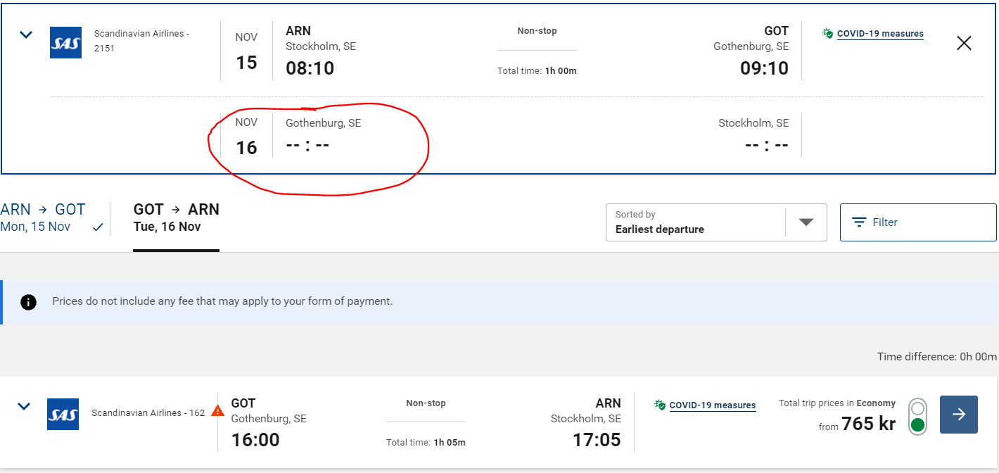 SAS
Scandinavian Airlines -
2151
NOV
15
ARN
Stockholm, SE
08:10
Non-stop
Total time: 1h 00m
GOT
Gothenburg, SE
09:10
COVID-19 measures
NOV
16
Gothenburg, SE
-- : --
Stockholm, SE
-- : --
ARN → GOT
Mon, 15 Nov
GOT → ARN
Tue, 16 Nov
Sorted by
Earliest departure
Filter
Prices do not include any fee that may apply to your form of payment.
Time difference: 0h 00m
SAS
Scandinavian Airlines - 162
GOT
Gothenburg, SE
16:00
Non-stop
Total time: 1h 05m
ARN
Stockholm, SE
17:05
COVID-19 measures
Total trip prices in Economy
from 765 kr